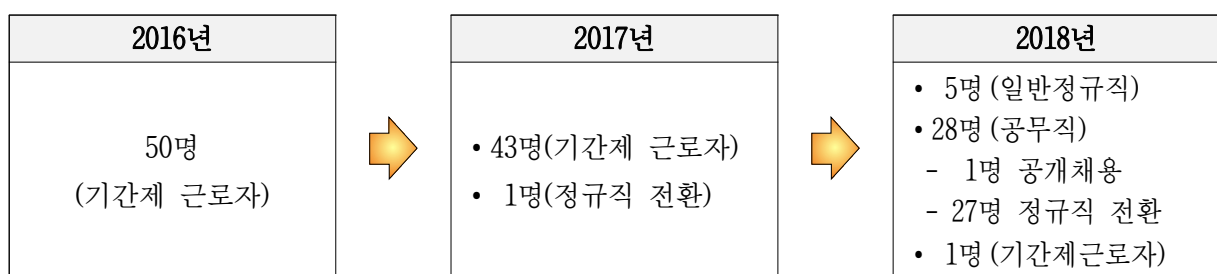 2016년
50명
(기간제 근로자)
2017년
• 43명(기간제 근로자)
• 1명(정규직 전환)
2018년
• 5명(일반정규직)
• 28명(공무직)
- 1명 공개채용
- 27명 정규직 전환
• 1명(기간제근로자)